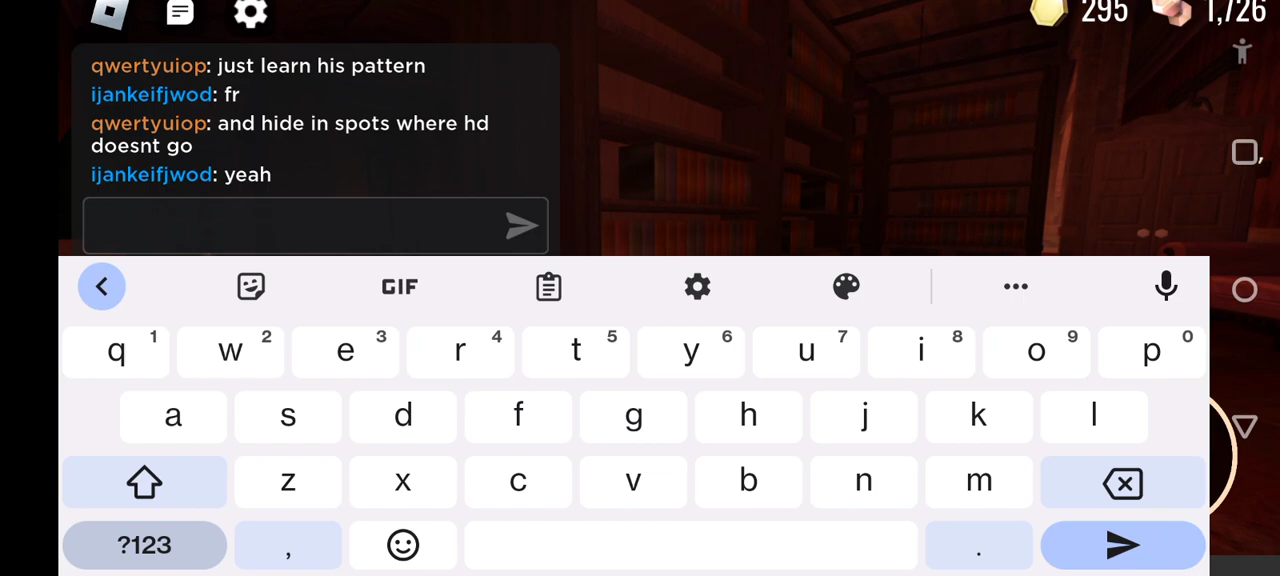 295 1,726
qwertyuiop: just learn his pattern
ijankeifjwod: fr
qwertyuiop: and hide in spots where hd
doesnt go
ijankeifjwod: yeah
GIF
q 1 w 2 e 3 r 4 t 5 y 6 u 7 i 8 o 9 p 0
a s d f g h j k l
z x c v b n m
?123 , .